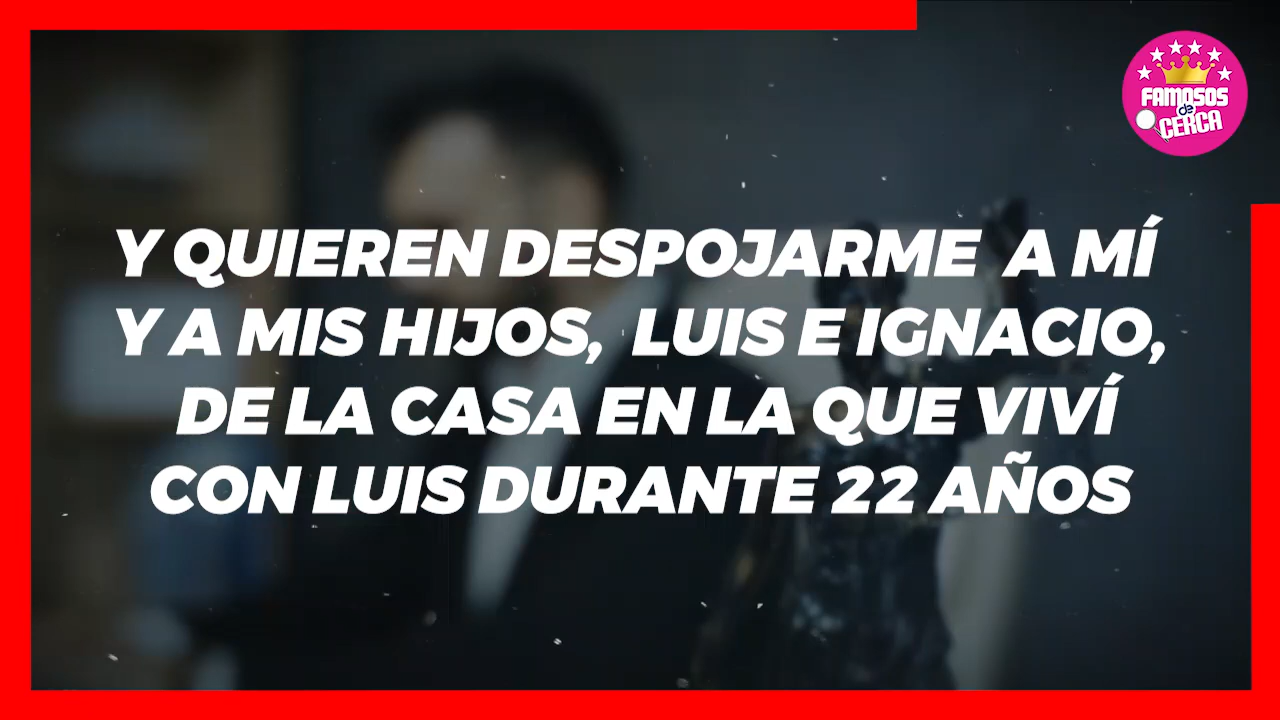 FAMOSOS
de
CERCA
Y QUIEREN DESPOJARME A MÍ
Y A MIS HIJOS, LUIS E IGNACIO,
DE LA CASA EN LA QUE VIVÍ
CON LUIS DURANTE 22 AÑOS